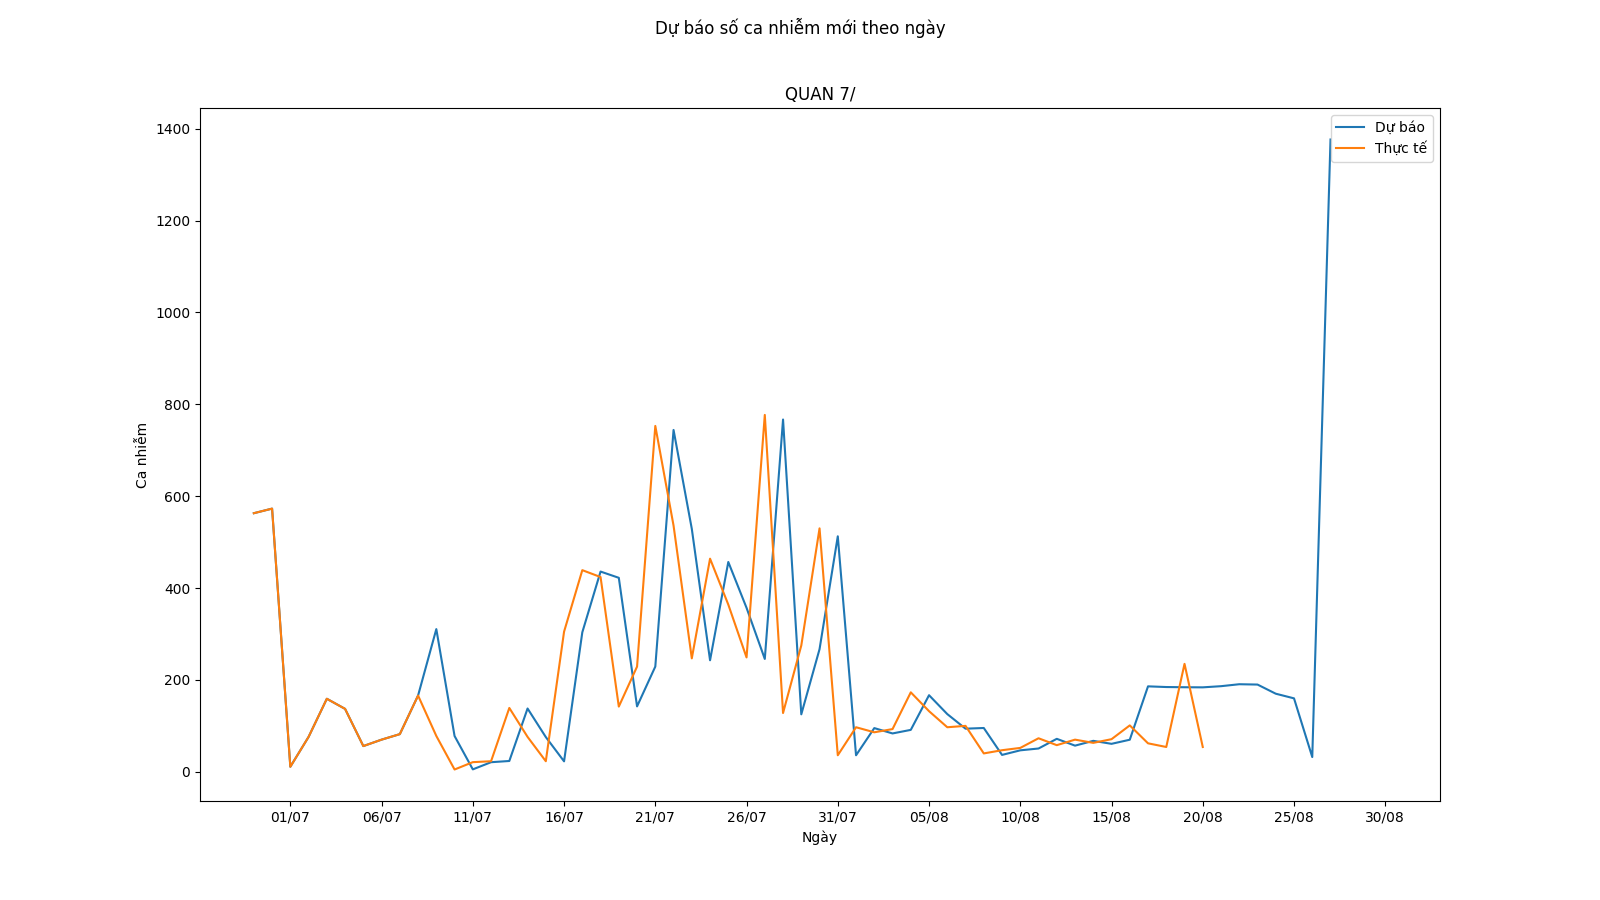 Dự báo số ca nhiễm mới theo ngày
QUAN 7/
Dự báo
Thực tế
1400
1200
1000
800
600
400
200
0
Ca nhiễm
01/07 06/07 11/07 16/07 21/07 26/07 31/07 05/08 10/08 15/08 20/08 25/08 30/08
Ngày